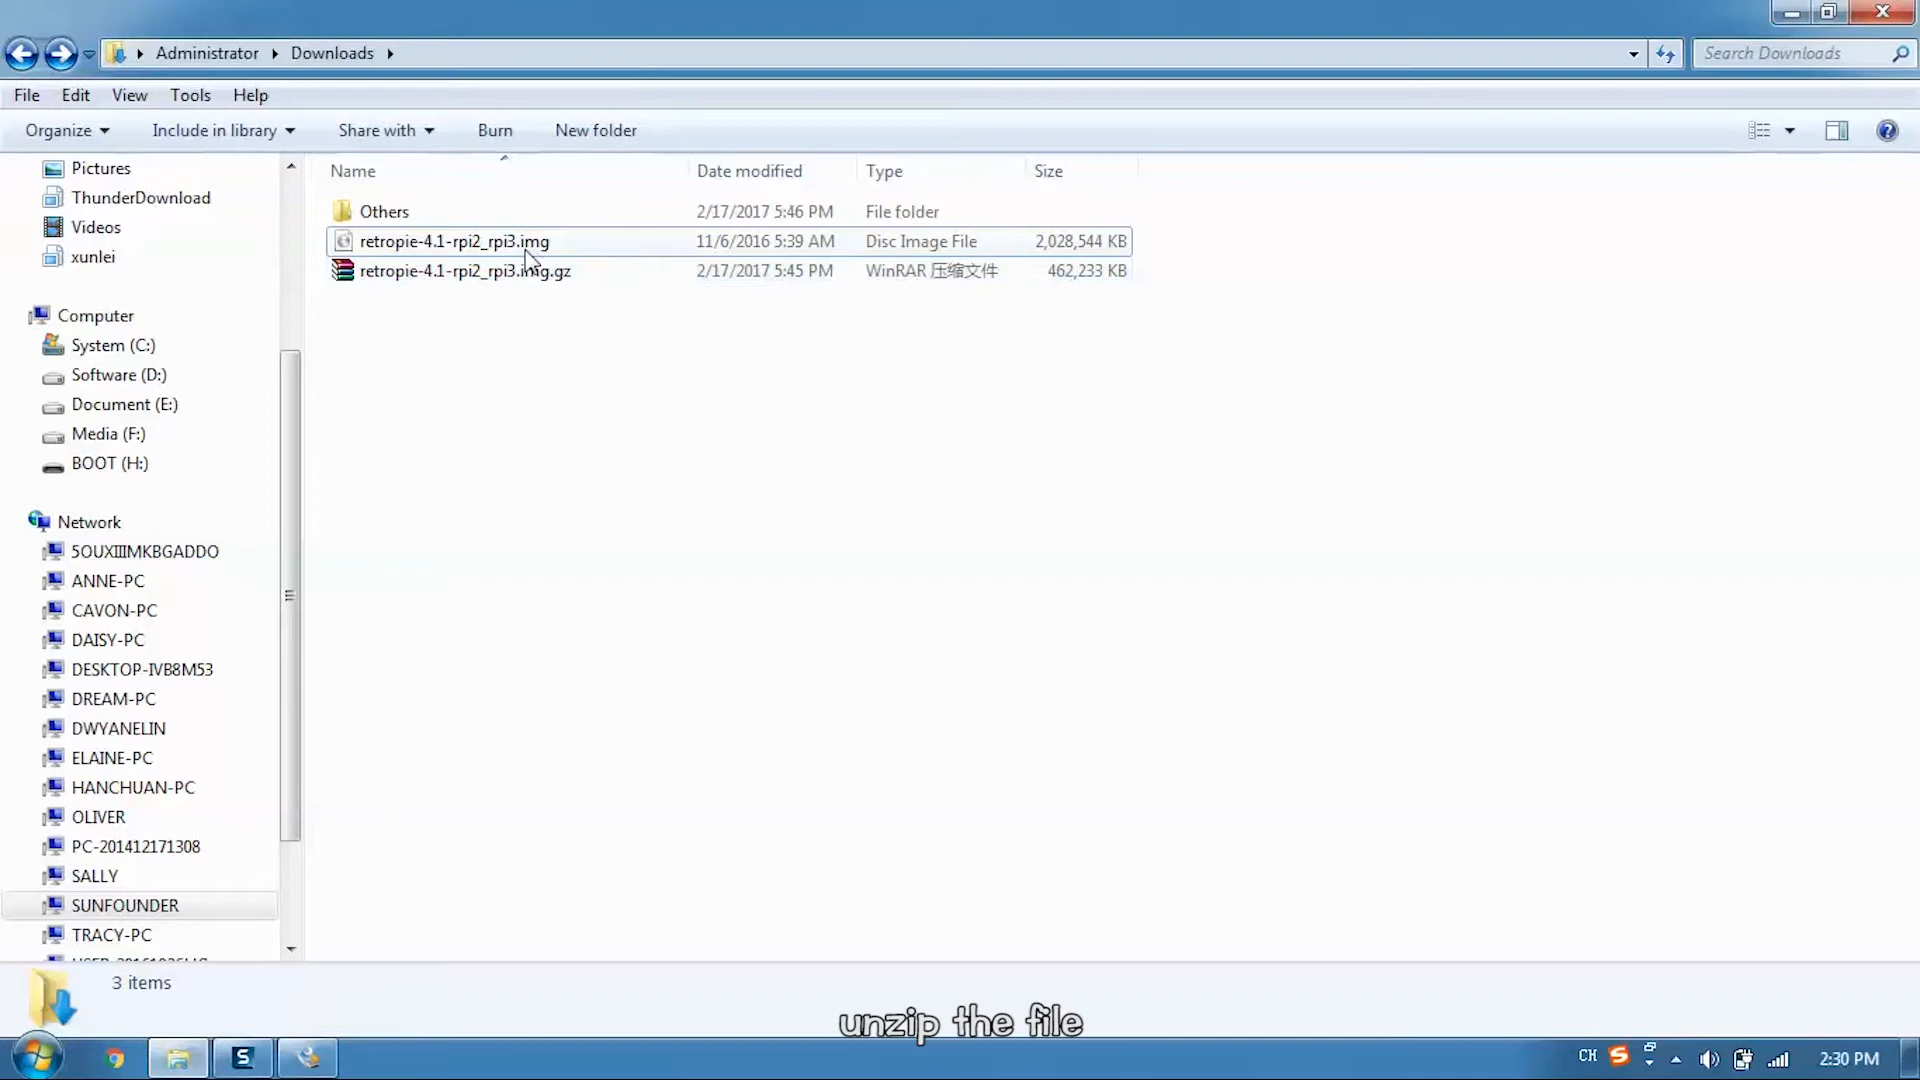 Administrator
Downloads
Search Downloads
File Edit View Tools Help
Organize Include in library Share with Burn New folder
Name Date modified Type Size
Pictures
ThunderDownload
Videos
xunlei
Computer
System (C:)
Software (D:)
Document (E:)
Media (F:)
BOOT (H:)
Network
5OUXIIIMKBGADDO
ANNE-PC
CAVON-PC
DAISY-PC
DESKTOP-IVB8M53
DREAM-PC
DWYANELIN
ELAINE-PC
HANCHUAN-PC
OLIVER
PC-201412171308
SALLY
SUNFOUNDER
TRACY-PC
Others 2/17/2017 5:46 PM File folder
retropie-4.1-rpi2_rpi3.img 11/6/2016 5:39 AM Disc Image File 2,028,544 KB
retropie-4.1-rpi2_rpi3.img.gz 2/17/2017 5:45 PM WinRAR 压缩文件 462,233 KB
3 items
unzip the file
CH
2:30 PM